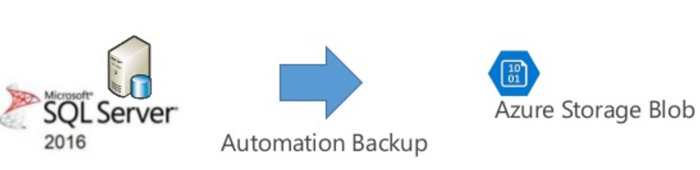 Microsoft®
SQL Server
2016
Automation Backup
10
01
Azure Storage Blob